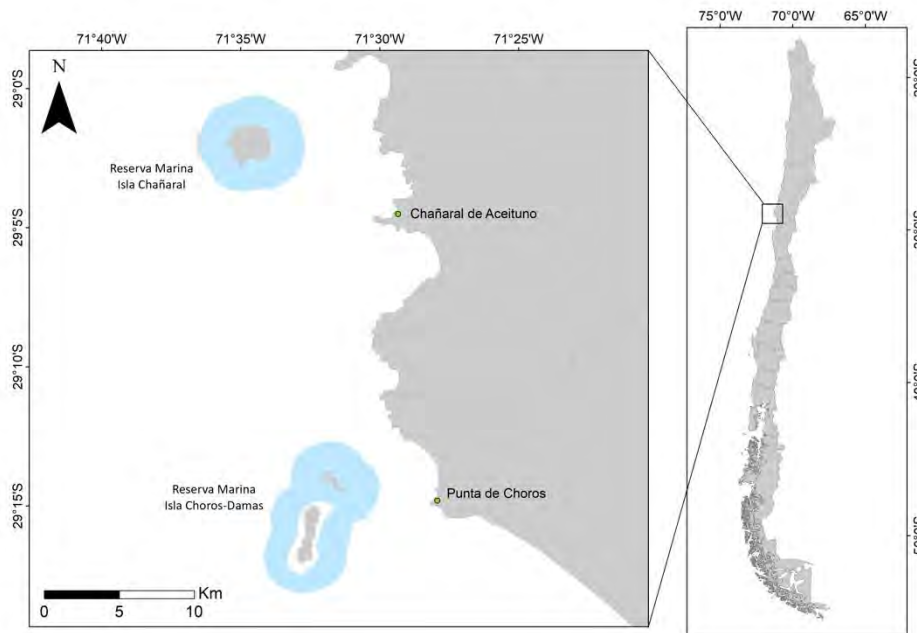 71°40'W
71°35'W
71°30'W
71°25'W
75°0'W
70°0'W
65°0'W
N
29°0'S
29°5'S
29°10'S
29°15'S
Reserva Marina
Isla Chañaral
Chañaral de Aceituno
Reserva Marina
Isla Choros-Damas
Punta de Choros
Km
0
5
10